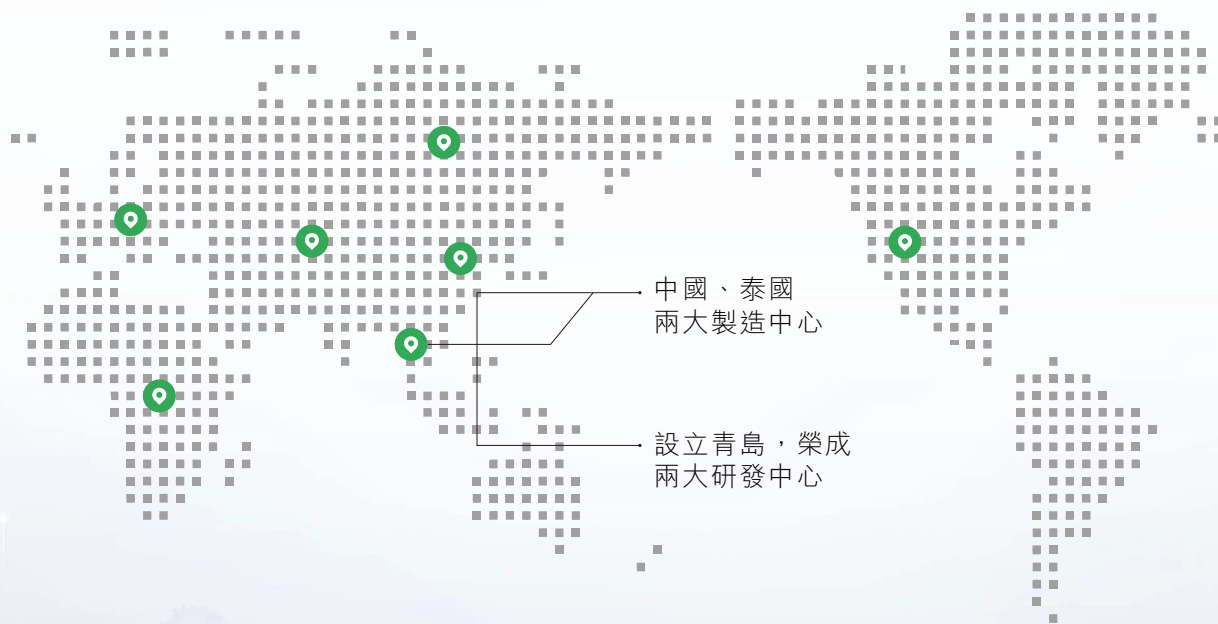 中國、泰國
兩大製造中心
設立青島，榮成
兩大研發中心